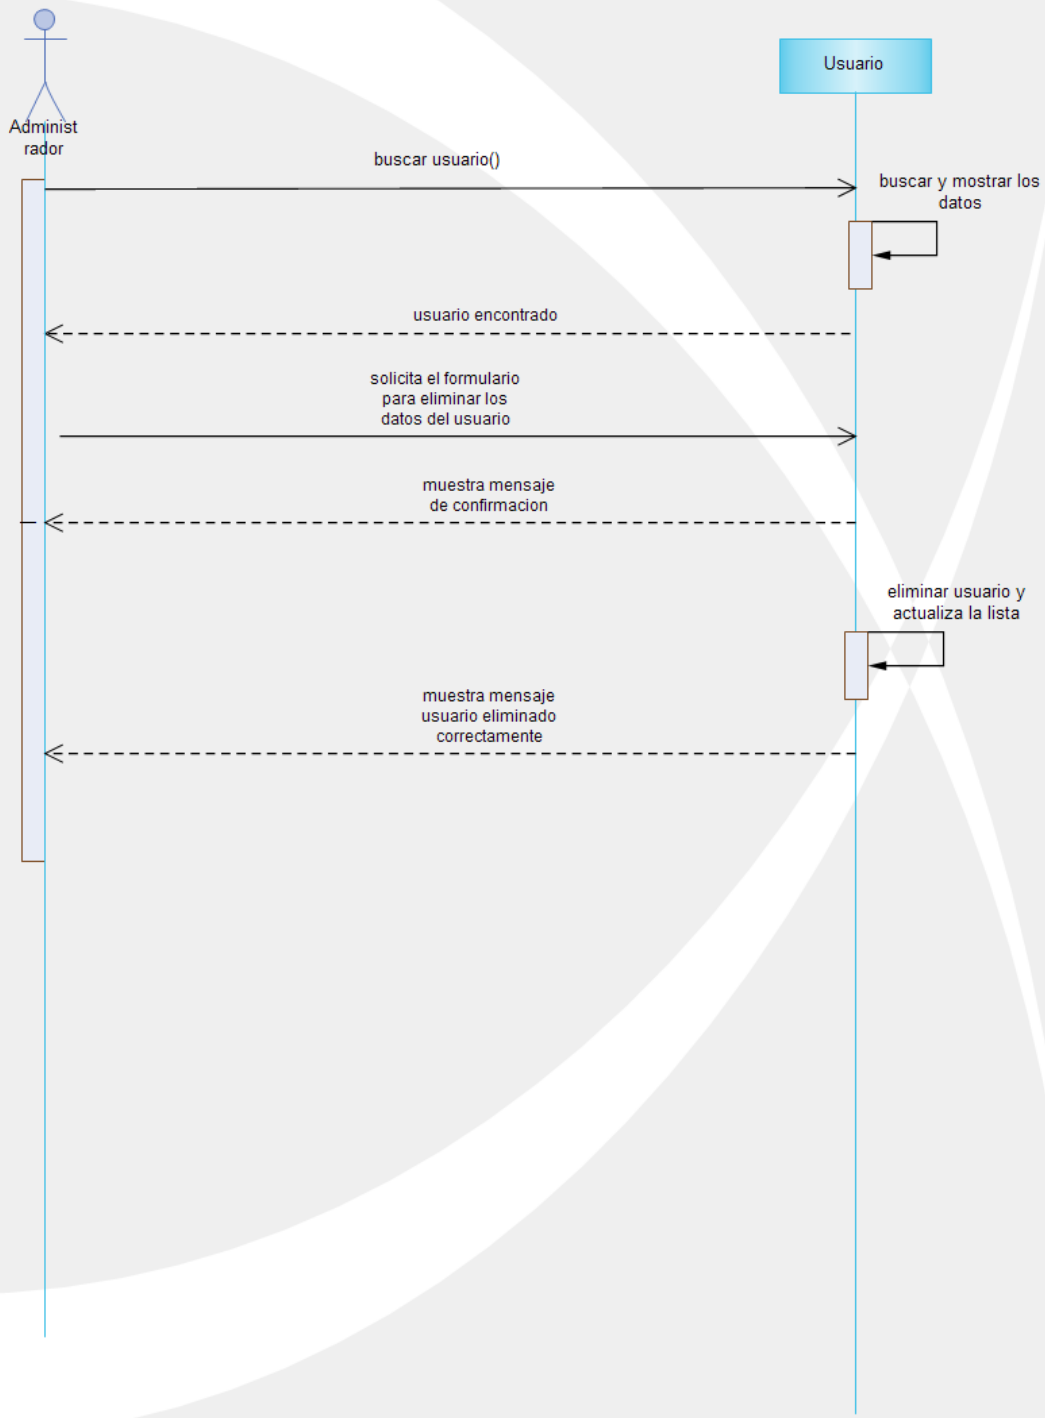 Usuario
Administ
rador
buscar usuario()
buscar y mostrar los
datos
usuario encontrado
solicita el formulario
para eliminar los
datos del usuario
muestra mensaje
de confirmacion
eliminar usuario y
actualiza la lista
muestra mensaje
usuario eliminado
correctamente